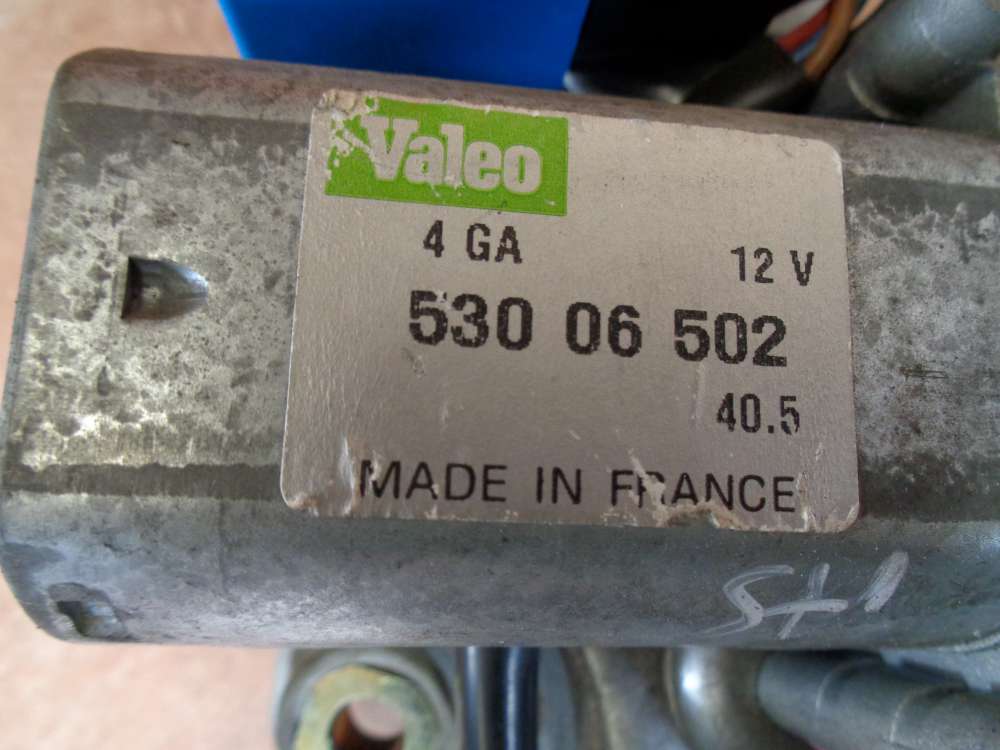 Valeo
4 GA
12 V
530 06 502
40.5
MADE IN FRANCE